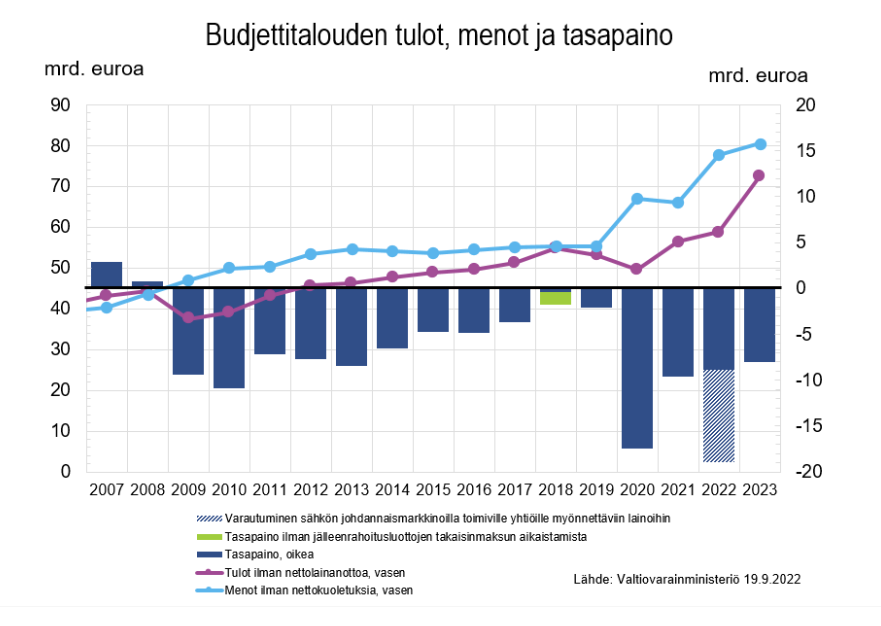 Budjettitalouden tulot, menot ja tasapaino
mrd. euroa
mrd. euroa
90 20
80 15
70 10
60 5
50 0
40 -5
30 -10
20 -15
10 -20
0
2007 2008 2009 2010 2011 2012 2013 2014 2015 2016 2017 2018 2019 2020 2021 2022 2023
Varautuminen sähkön johdannaismarkkinoilla toimiville yhtiöille myönnettäviin lainoihin
Tasapaino ilman jälleenrahoitusluottojen takaisinmaksun aikaistamista
Tasapaino, oikea
Tulot ilman nettolainanottoa, vasen
Menot ilman nettokuoletuksia, vasen
Lähde: Valtiovarainministeriö 19.9.2022